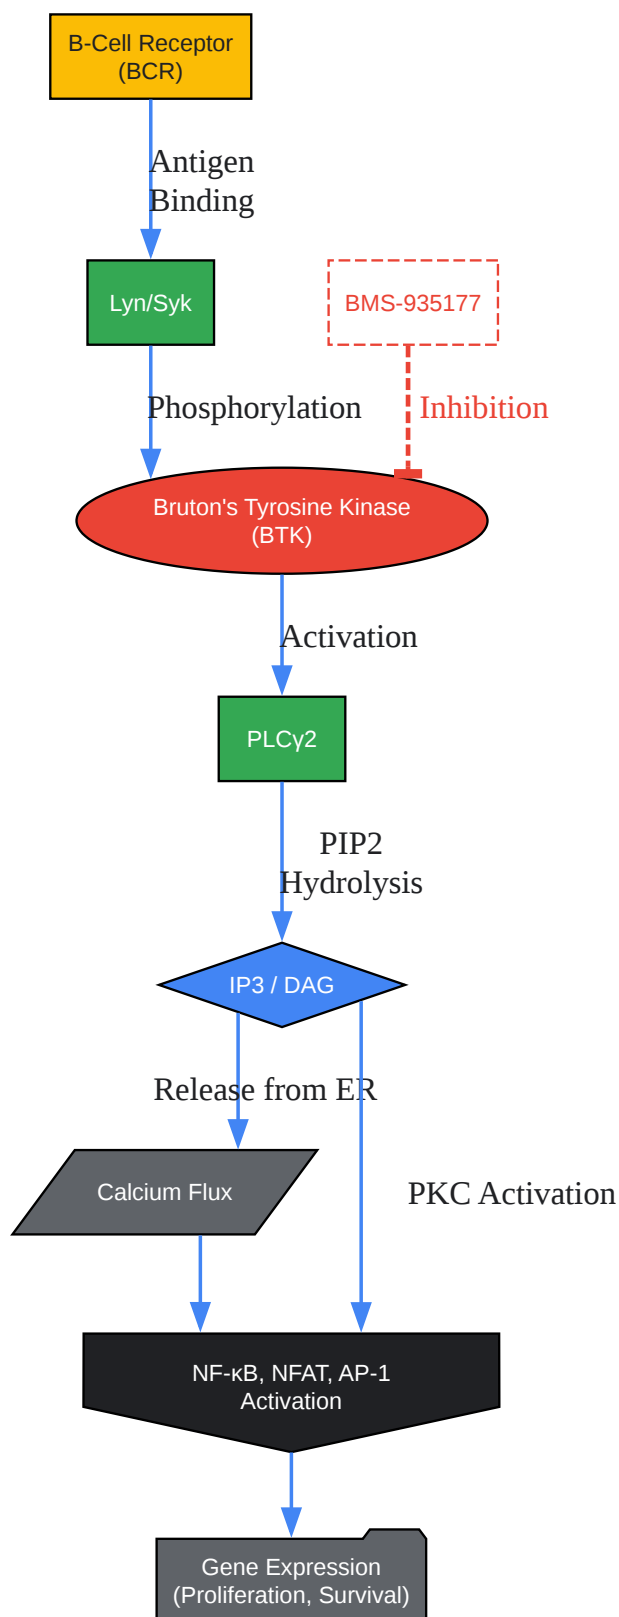 B-Cell Receptor
(BCR)
Antigen
Binding
Lyn/Syk
BMS-935177
Phosphorylation
Inhibition
Bruton's Tyrosine Kinase
(BTK)
Activation
PLCγ2
PIP2
Hydrolysis
IP3 / DAG
Release from ER
Calcium Flux
PKC Activation
NF-κB, NFAT, AP-1
Activation
Gene Expression
(Proliferation, Survival)